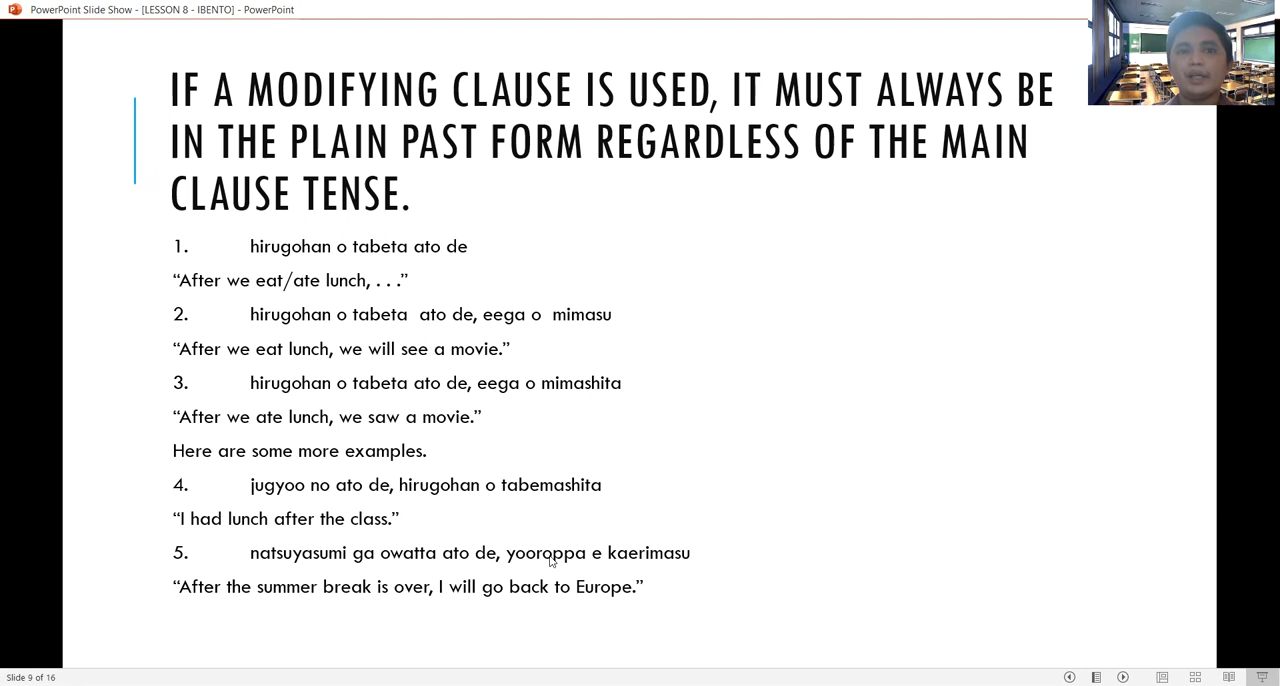 PowerPoint Slide Show - [LESSON 8 - IBENTO] - PowerPoint
IF A MODIFYING CLAUSE IS USED, IT MUST ALWAYS BE
IN THE PLAIN PAST FORM REGARDLESS OF THE MAIN
CLAUSE TENSE.
1. hirugohan o tabeta ato de
“After we eat/ate lunch, . . .”
2. hirugohan o tabeta  ato de, eega o  mimasu
“After we eat lunch, we will see a movie.”
3. hirugohan o tabeta ato de, eega o mimashita
“After we ate lunch, we saw a movie.”
Here are some more examples.
4. jugyoo no ato de, hirugohan o tabemashita
“I had lunch after the class.”
5. natsuyasumi ga owatta ato de, yooroppa e kaerimasu
“After the summer break is over, I will go back to Europe.”
Slide 9 of 16